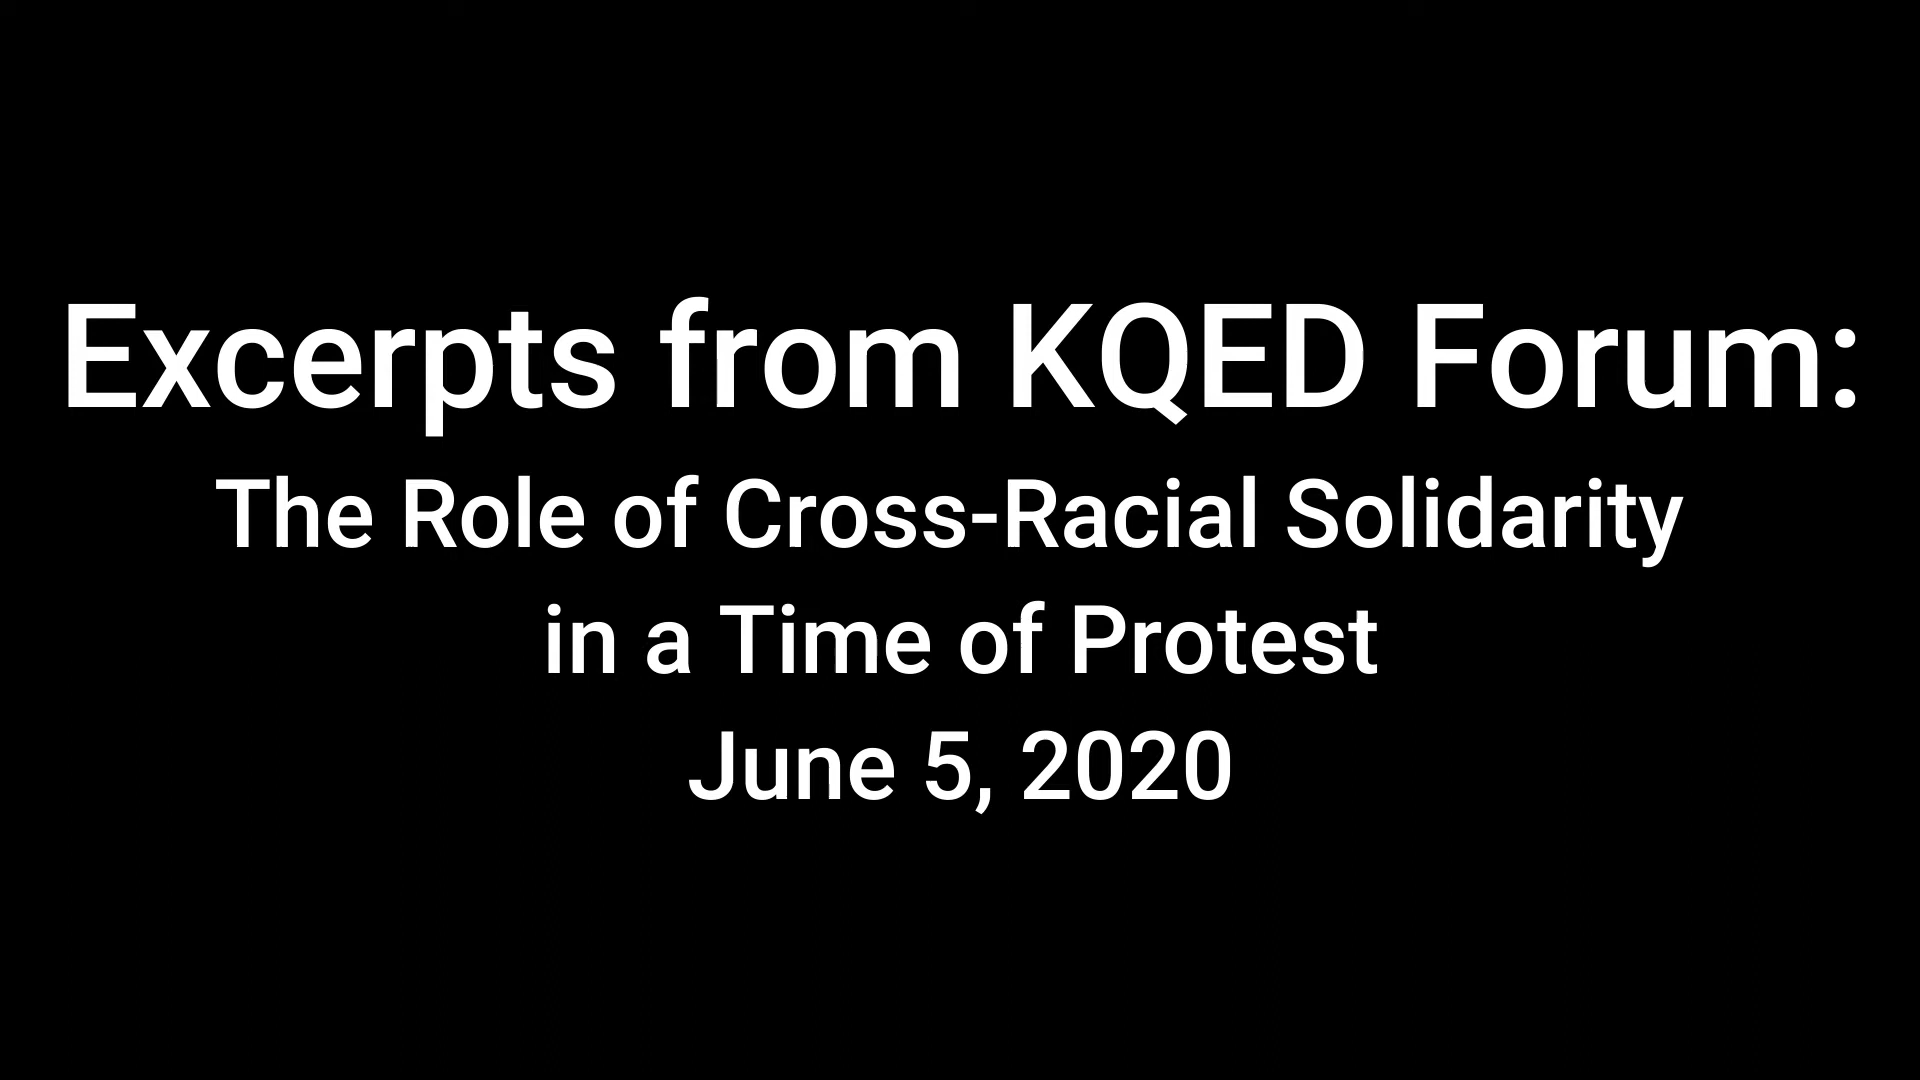 Excerpts from KQED Forum:
The Role of Cross-Racial Solidarity
in a Time of Protest
June 5, 2020